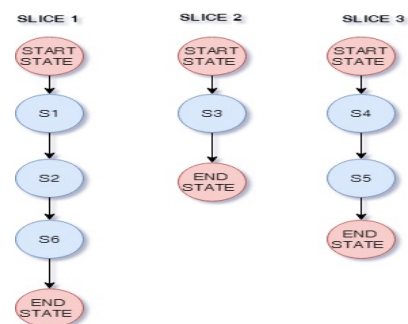 SLICE 1
START
STATE
S1
S2
S6
END
STATE
SLICE 2
START
STATE
S3
END
STATE
SLICE 3
START
STATE
S4
S5
END
STATE